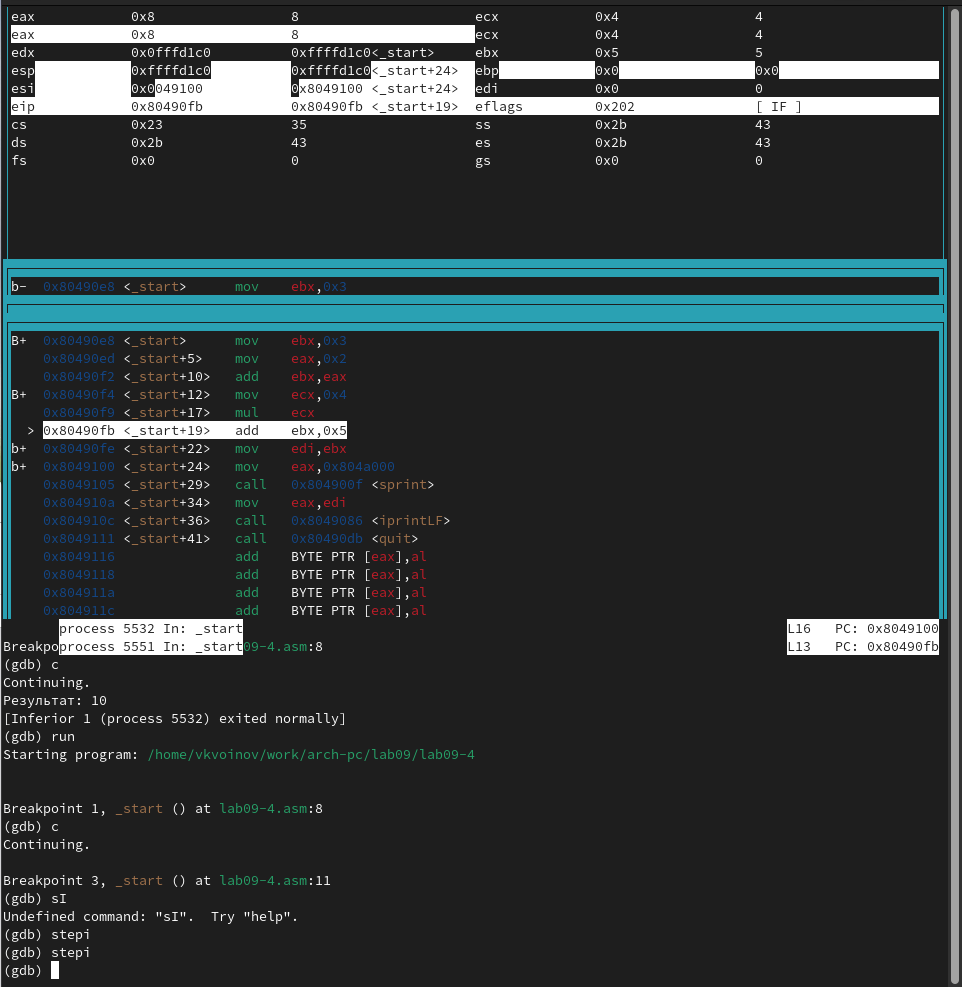 eax 0x8 8 ecx 0x4 4
eax 0x8 8 ecx 0x4 4
edx 0x0fffd1c0 0xffffd1c0<_start> ebx 0x5 5
esp 0xffffd1c0 0xffffd1c0<_start+24> ebp 0x0 0x0
esi 0x0049100 0x8049100 <_start+24> edi 0x0 0
eip 0x80490fb 0x80490fb <_start+19> eflags 0x202 [ IF ]
cs 0x23 35 ss 0x2b 43
ds 0x2b 43 es 0x2b 43
fs 0x0 0 gs 0x0 0
b- 0x80490e8 <_start> mov ebx,0x3
B+ 0x80490e8 <_start> mov ebx,0x3
0x80490ed <_start+5> mov eax,0x2
0x80490f2 <_start+10> add ebx,eax
B+ 0x80490f4 <_start+12> mov ecx,0x4
0x80490f9 <_start+17> mul ecx
> 0x80490fb <_start+19> add ebx,0x5
b+ 0x80490fe <_start+22> mov edi,ebx
b+ 0x8049100 <_start+24> mov eax,0x804a000
0x8049105 <_start+29> call 0x804900f <sprint>
0x804910a <_start+34> mov eax,edi
0x804910c <_start+36> call 0x8049086 <iprintLF>
0x8049111 <_start+41> call 0x80490db <quit>
0x8049116 add BYTE PTR [eax],al
0x8049118 add BYTE PTR [eax],al
0x804911a add BYTE PTR [eax],al
0x804911c add BYTE PTR [eax],al
process 5532 In: _start L16 PC: 0x8049100
Breakpoprocess 5551 In: _start09-4.asm:8 L13 PC: 0x80490fb
(gdb) c
Continuing.
Результат: 10
[Inferior 1 (process 5532) exited normally]
(gdb) run
Starting program: /home/vkvoinov/work/arch-pc/lab09/lab09-4
Breakpoint 1, _start () at lab09-4.asm:8
(gdb) c
Continuing.
Breakpoint 3, _start () at lab09-4.asm:11
(gdb) sI
Undefined command: "sI". Try "help".
(gdb) stepi
(gdb) stepi
(gdb)